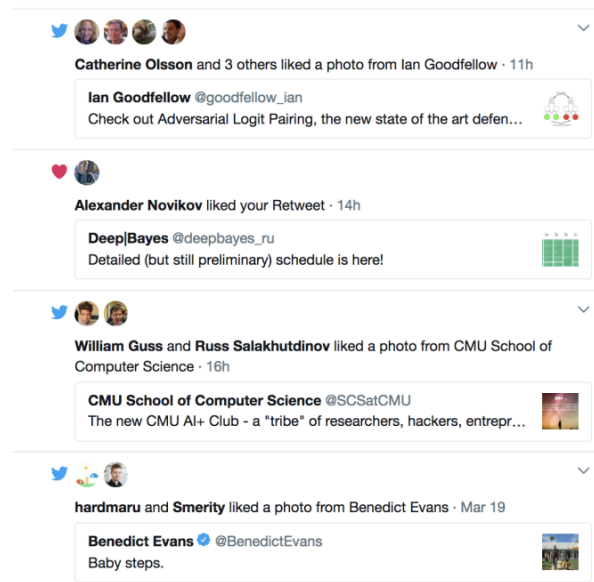 Catherine Olsson and 3 others liked a photo from Ian Goodfellow · 11h
Ian Goodfellow @goodfellow_ian
Check out Adversarial Logit Pairing, the new state of the art defen...
Alexander Novikov liked your Retweet · 14h
Deep|Bayes @deepbayes_ru
Detailed (but still preliminary) schedule is here!
William Guss and Russ Salakhutdinov liked a photo from CMU School of
Computer Science · 16h
CMU School of Computer Science @SCSatCMU
The new CMU AI+ Club - a "tribe" of researchers, hackers, entrepr...
hardmaru and Smerity liked a photo from Benedict Evans · Mar 19
Benedict Evans @BenedictEvans
Baby steps.